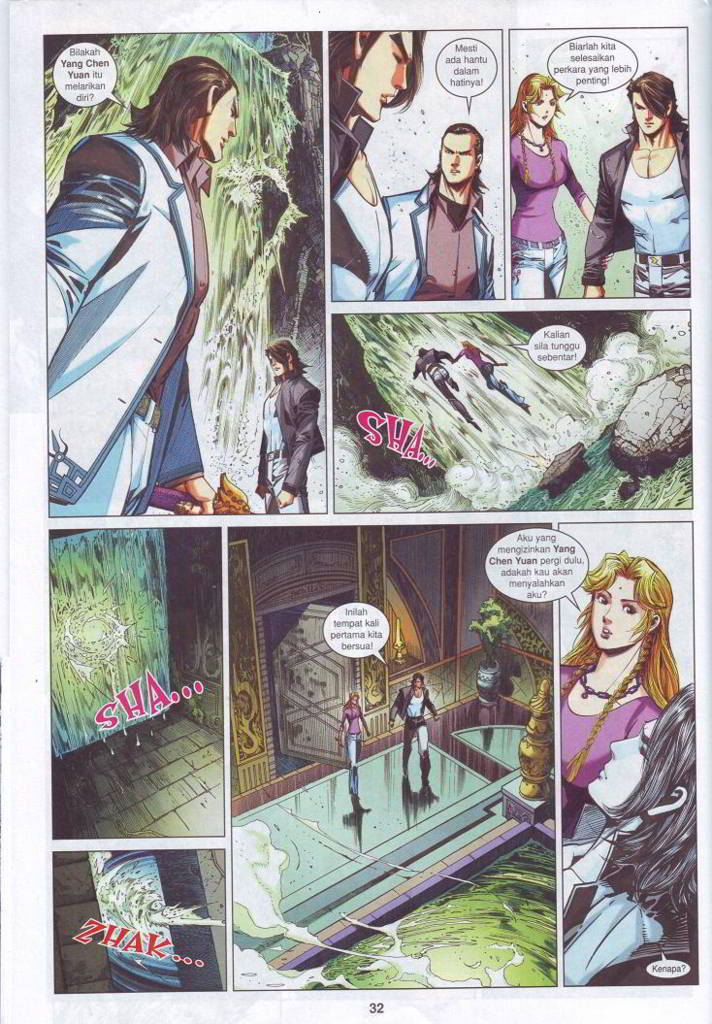 Bilakah
Yang Chen
Yuan itu
melarikan
diri?
Mesti
ada hantu
dalam
hatinya!
Biarlah kita
selesaikan
perkara yang lebih
penting!
Kalian
sila tunggu
sebentar!
SHA...
SHA...
ZHAK...
Inilah
tempat kali
pertama kita
bersua!
Aku yang
mengizinkan Yang
Chen Yuan pergi dulu,
adakah kau akan
menyalahkan
aku?
Kenapa?
32